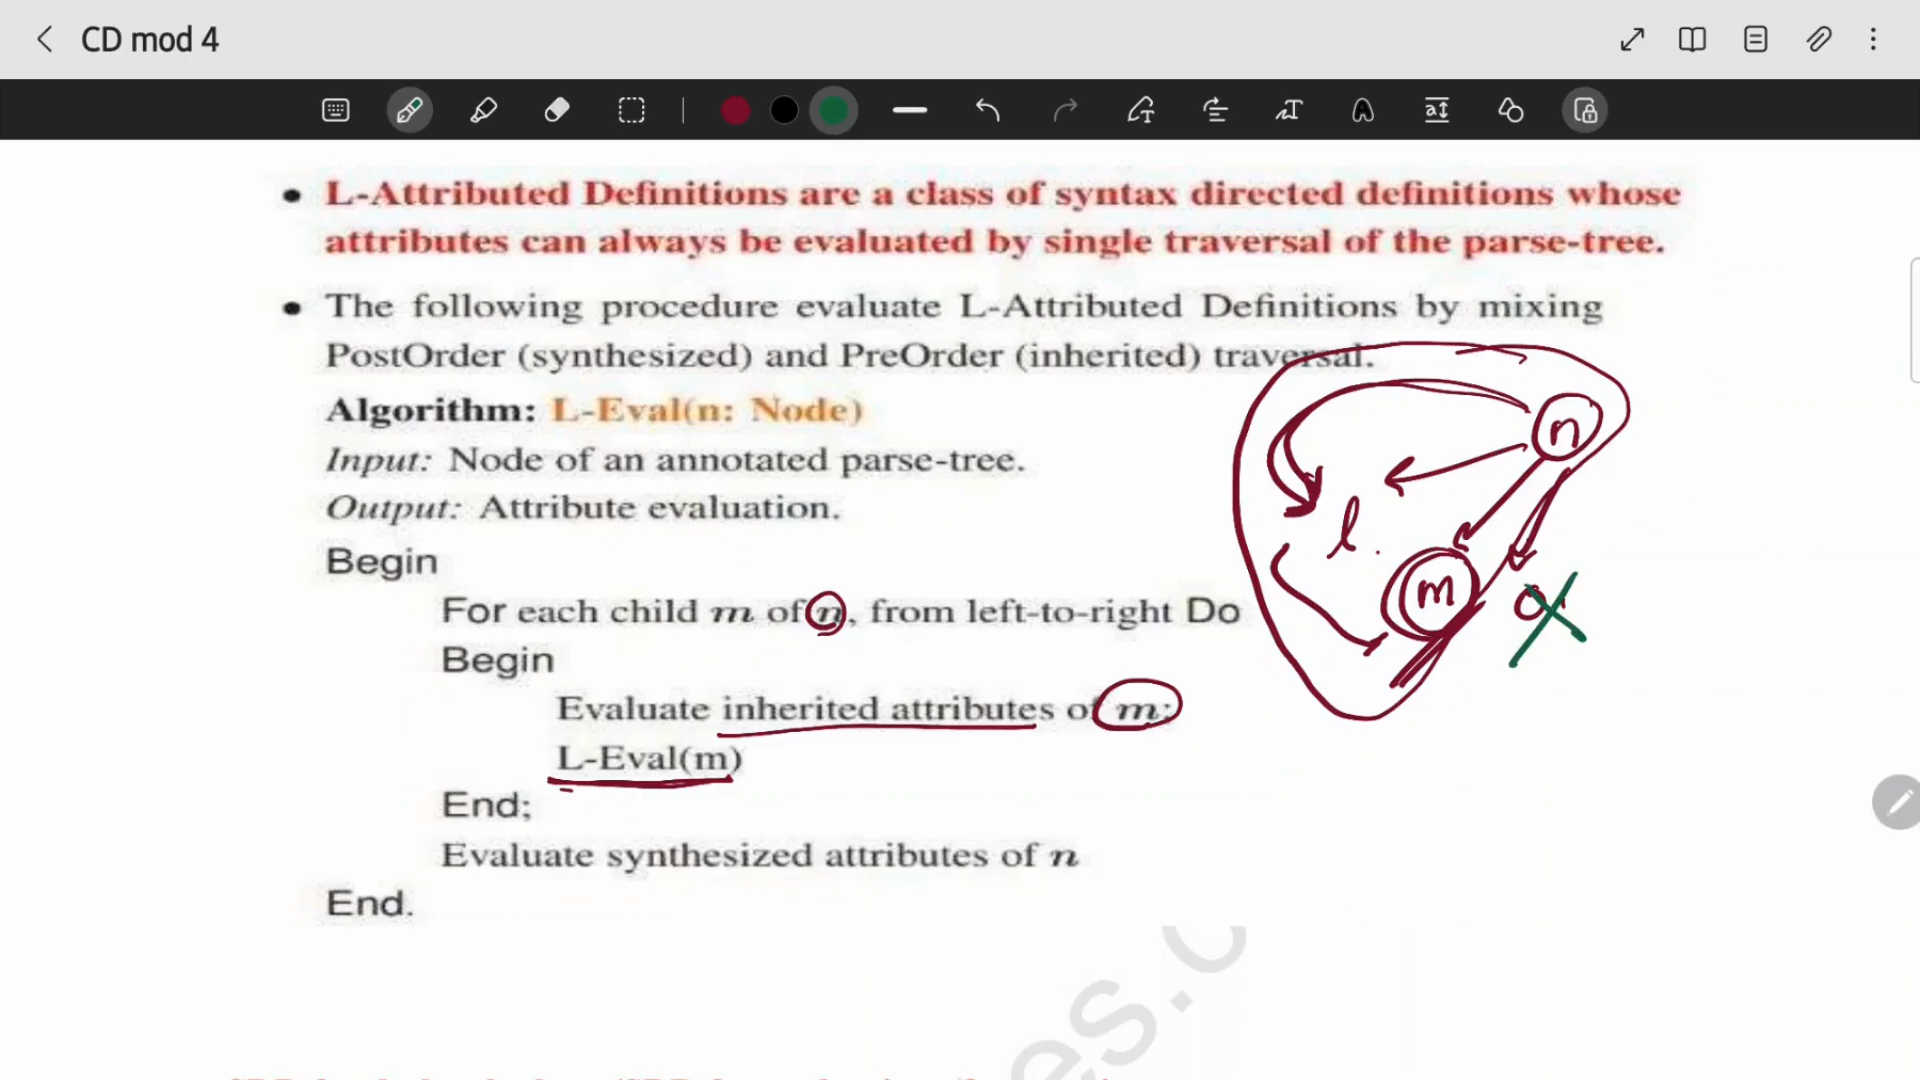 CD mod 4
• L-Attributed Definitions are a class of syntax directed definitions whose
attributes can always be evaluated by single traversal of the parse-tree.
• The following procedure evaluate L-Attributed Definitions by mixing
PostOrder (synthesized) and PreOrder (inherited) traversal.
Algorithm: L-Eval(n: Node)
n
Input: Node of an annotated parse-tree.
Output: Attribute evaluation.
l
Begin
m
For each child m of n, from left-to-right Do
Begin
Evaluate inherited attributes of m;
L-Eval(m)
End;
Evaluate synthesized attributes of n
End.
es.c